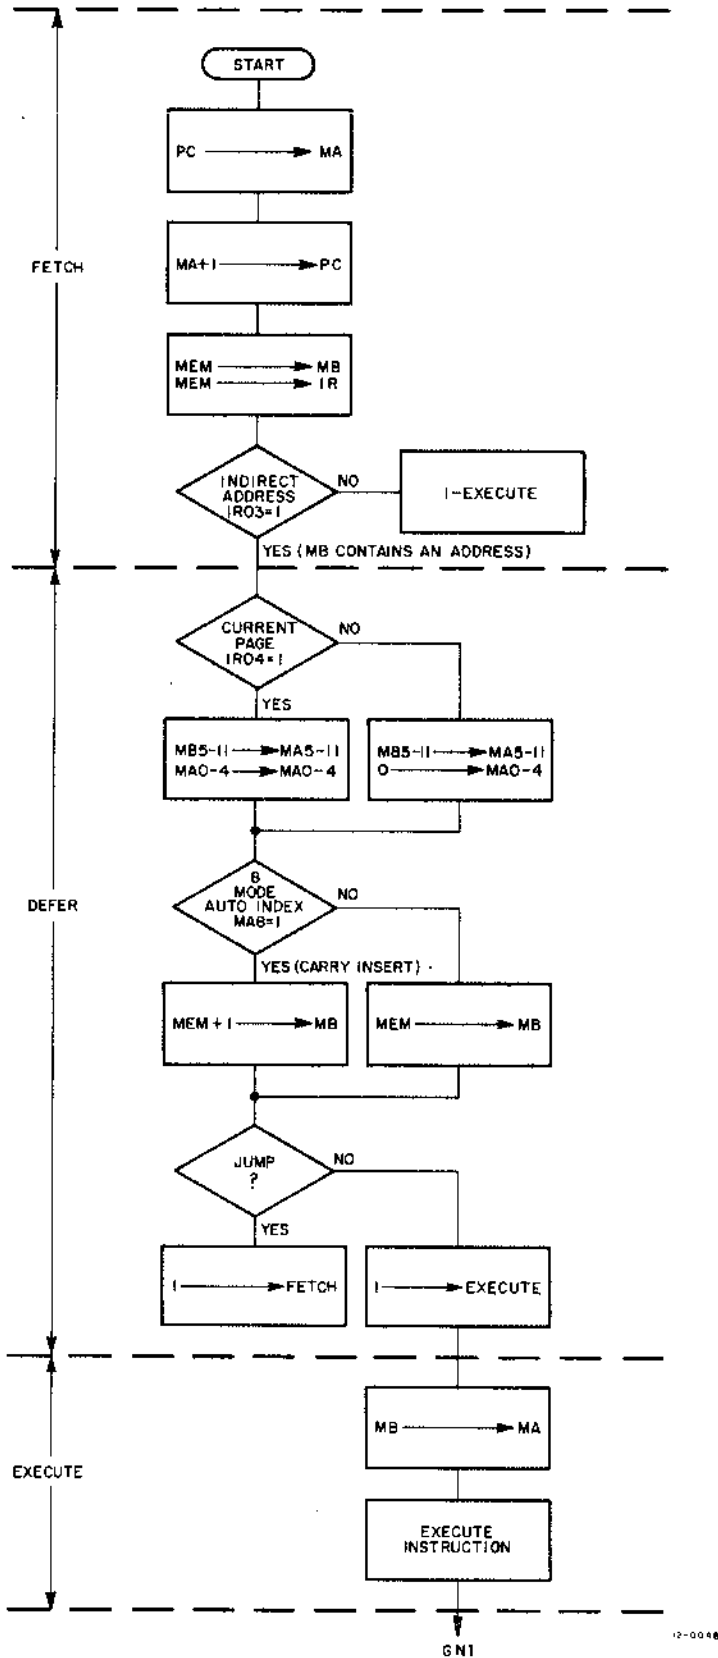 START
PC → MA
MA+1 → PC
FETCH
MEM → MB
MEM → IR
INDIRECT
ADDRESS
IR03=1
NO
1-EXECUTE
YES (MB CONTAINS AN ADDRESS)
CURRENT
PAGE
IR04=1
NO
YES
MB5-11 → MA5-11
MA0-4 → MA0-4
MB5-11 → MA5-11
0 → MA0-4
DEFER
8
MODE
AUTO INDEX
MA8=1
NO
YES (CARRY INSERT)
MEM+1 → MB
MEM → MB
JUMP
?
NO
YES
1 → FETCH
1 → EXECUTE
EXECUTE
MB → MA
EXECUTE
INSTRUCTION
GNI
12-0048